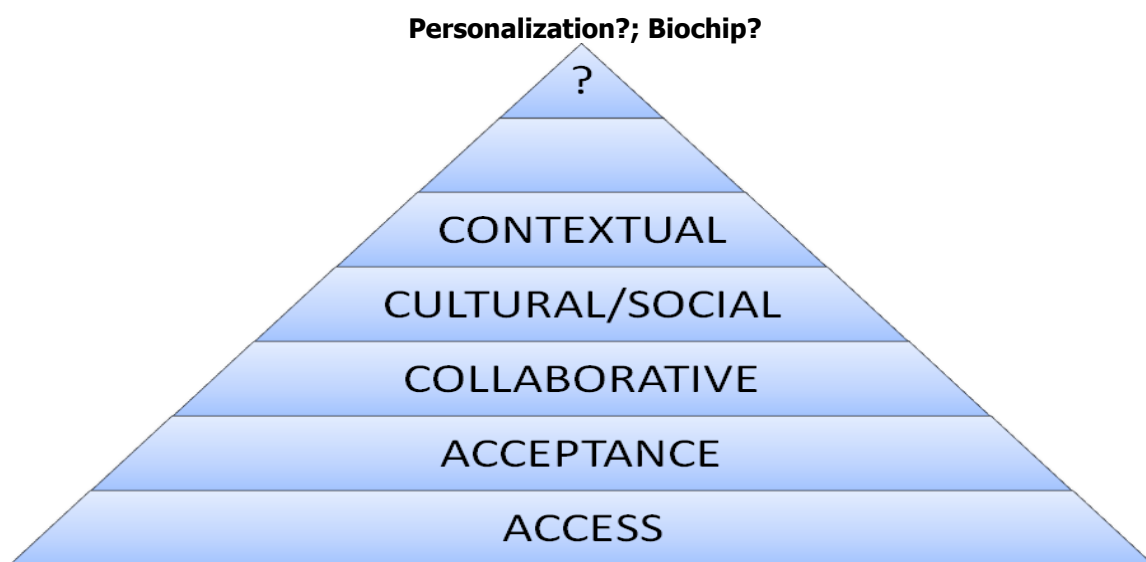 Personalization?; Biochip?
?
CONTEXTUAL
CULTURAL/SOCIAL
COLLABORATIVE
ACCEPTANCE
ACCESS